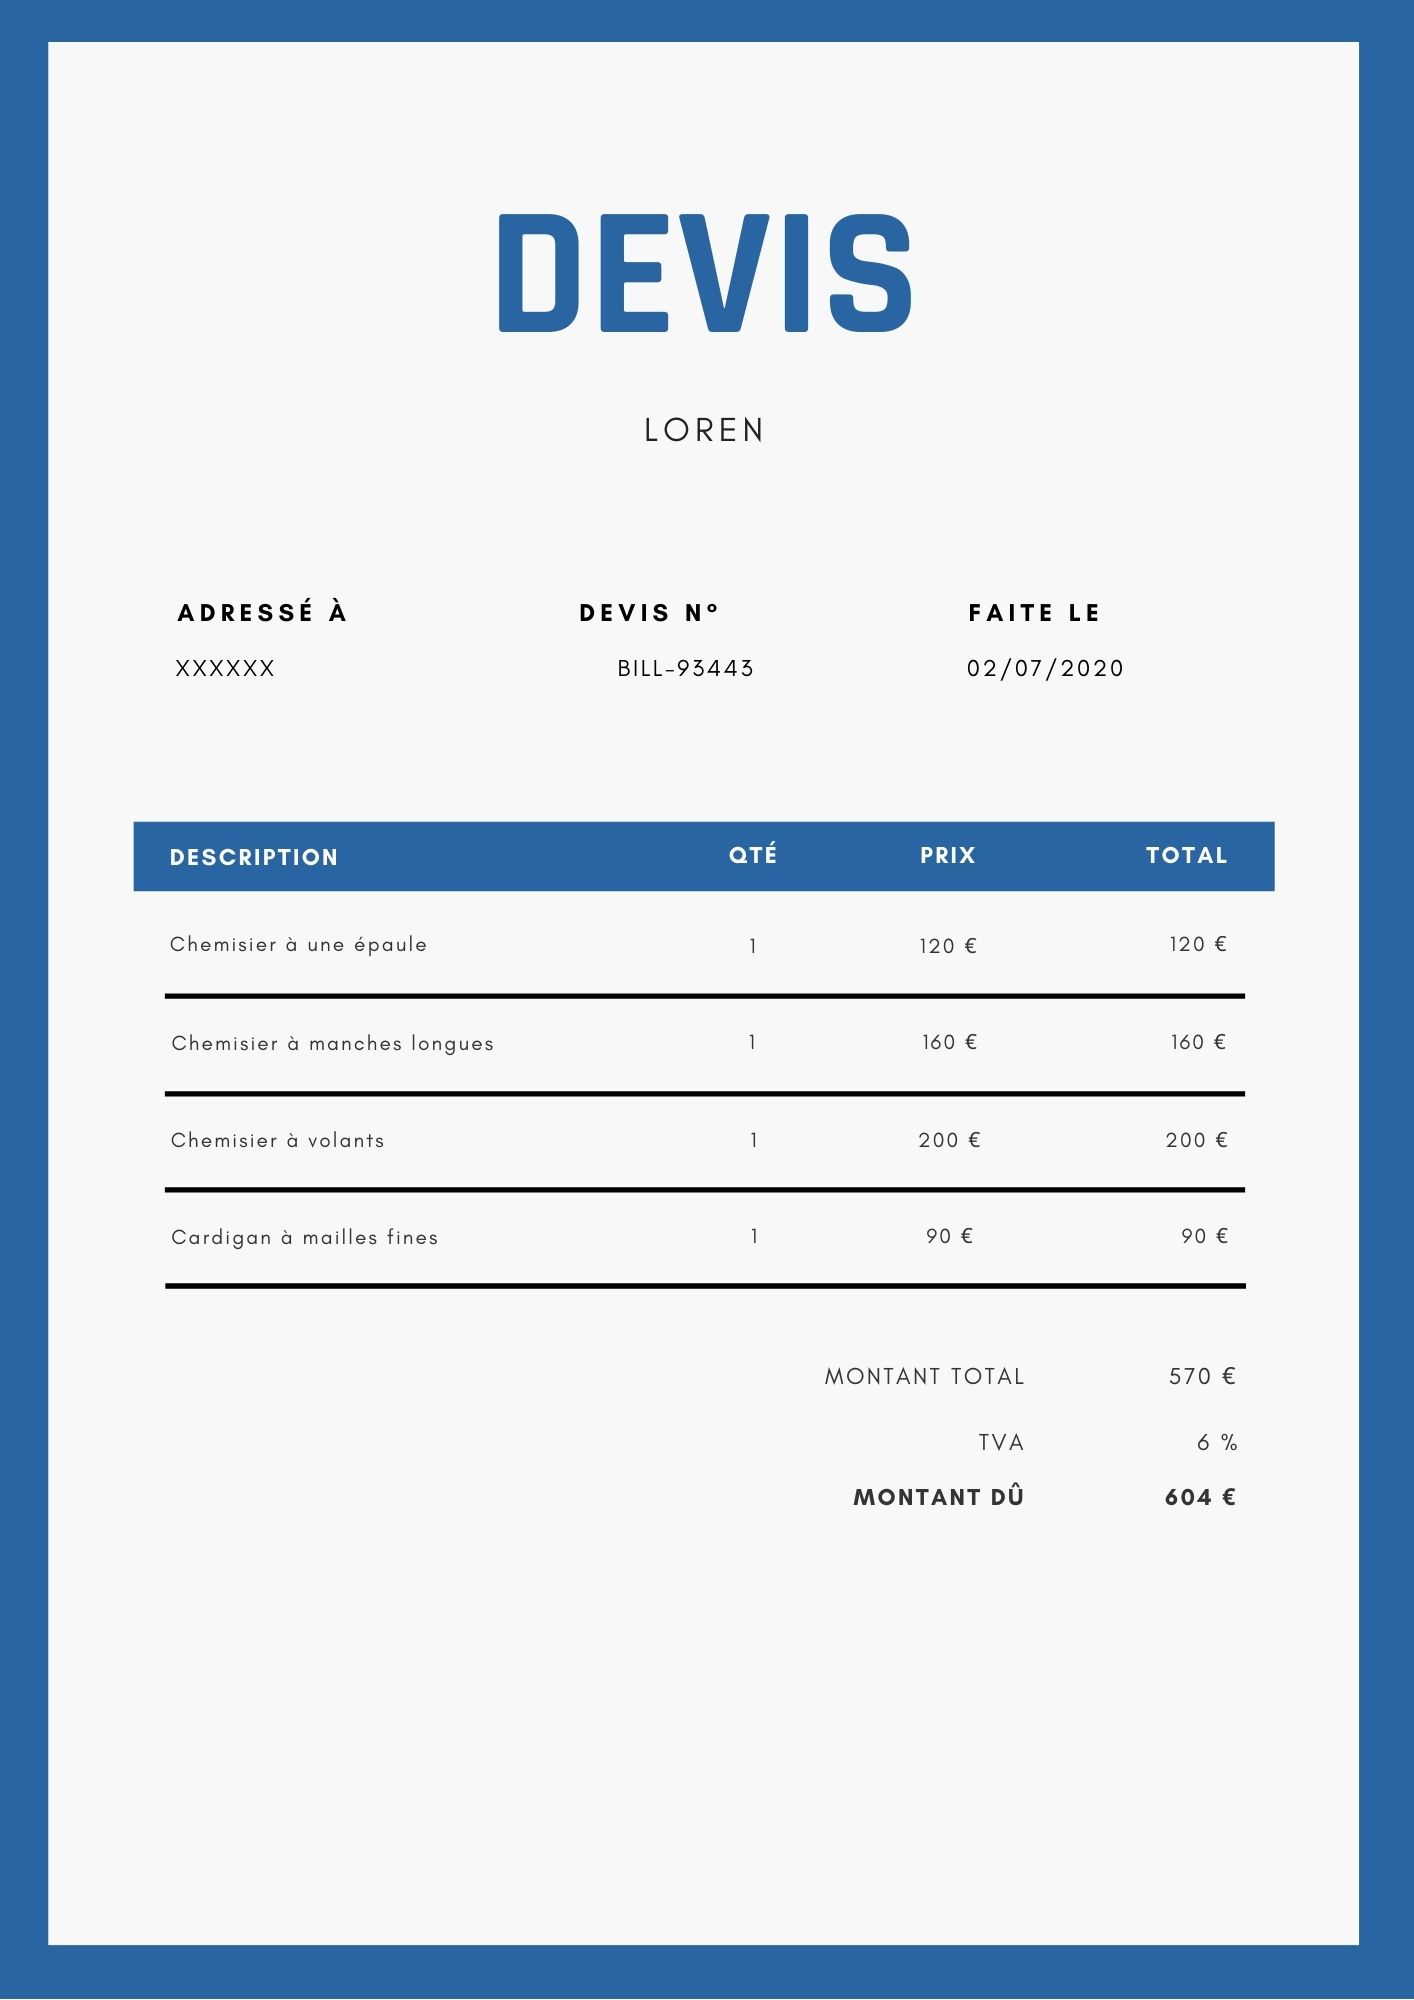 DEVIS
LOREN
ADRESSÉ À DEVIS Nº FAITE LE
XXXXXX BILL-93443 02/07/2020
DESCRIPTION QTÉ PRIX TOTAL
Chemisier à une épaule 1 120 € 120 €
Chemisier à manches longues 1 160 € 160 €
Chemisier à volants 1 200 € 200 €
Cardigan à mailles fines 1 90 € 90 €
MONTANT TOTAL 570 €
TVA 6 %
MONTANT DÛ 604 €